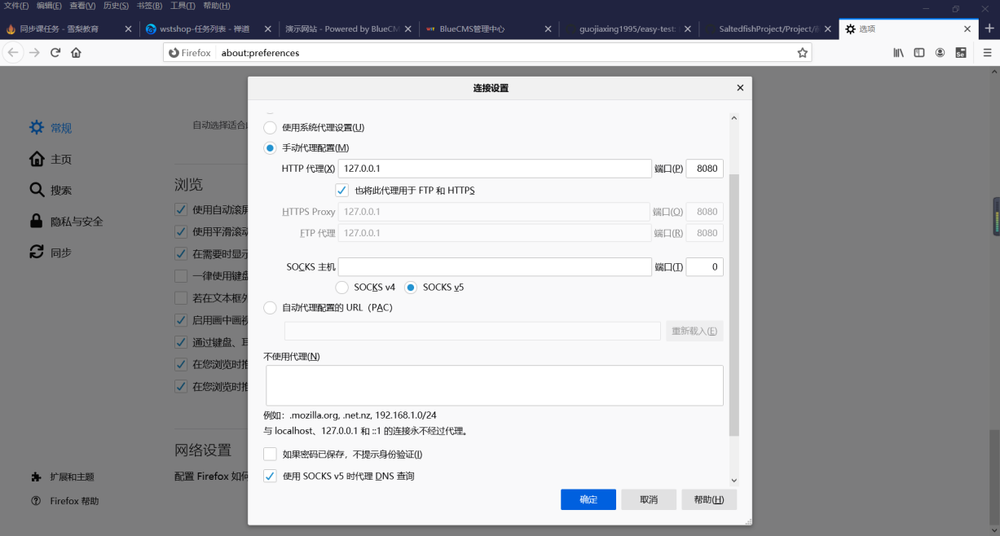 文件(F) 编辑(E) 查看(V) 历史(S) 书签(B) 工具(T) 帮助(H)
同步课任务 - 雪梨教育
wstshop-任务列表 - 禅道
演示网站 - Powered by BlueCM
BlueCMS管理中心
guojiaxing1995/easy-test:
SaltedfishProject/Project/
选项
Firefox about:preferences
连接设置
常规
主页
搜索
隐私与安全
同步
扩展和主题
Firefox 帮助
自动选择适合
浏览
使用自动滚屏
使用平滑滚动
在需要时显示
一律使用键盘
若在文本框外
启用画中画视
通过键盘、耳
在您浏览时推
在您浏览时推
网络设置
配置 Firefox 如何
使用系统代理设置(U)
手动代理配置(M)
HTTP 代理(X) 127.0.0.1 端口(P) 8080
也将此代理用于 FTP 和 HTTPS
HTTPS Proxy 127.0.0.1 端口(O) 8080
FTP 代理 127.0.0.1 端口(R) 8080
SOCKS 主机 端口(T) 0
SOCKS v4 SOCKS v5
自动代理配置的 URL（PAC）
重新载入(E)
不使用代理(N)
例如：.mozilla.org, .net.nz, 192.168.1.0/24
与 localhost、127.0.0.1 和 ::1 的连接永不经过代理。
如果密码已保存，不提示身份验证(I)
使用 SOCKS v5 时代理 DNS 查询
确定 取消 帮助(H)